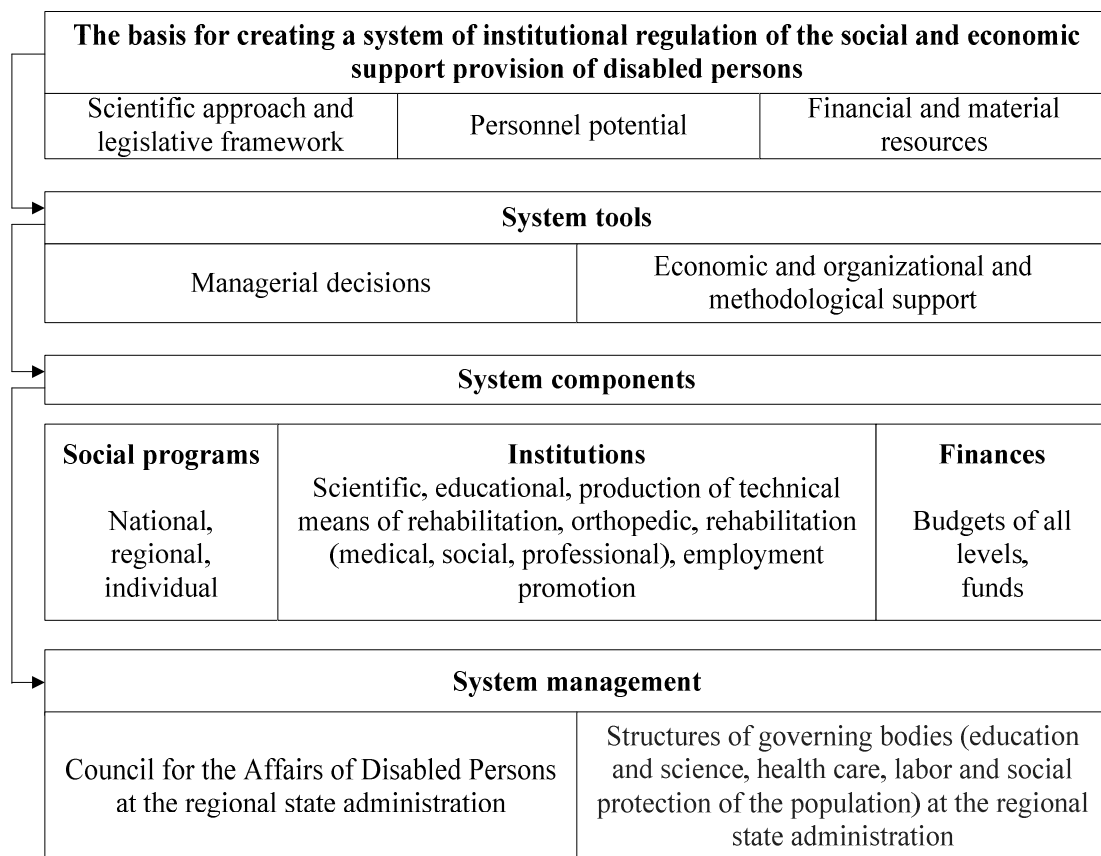 The basis for creating a system of institutional regulation of the social and economic
support provision of disabled persons
Scientific approach and
legislative framework
Personnel potential
Financial and material
resources
System tools
Managerial decisions
Economic and organizational and
methodological support
System components
Social programs
National,
regional,
individual
Institutions
Scientific, educational, production of technical
means of rehabilitation, orthopedic, rehabilitation
(medical, social, professional), employment
promotion
Finances
Budgets of all
levels,
funds
System management
Council for the Affairs of Disabled Persons
at the regional state administration
Structures of governing bodies (education
and science, health care, labor and social
protection of the population) at the regional
state administration